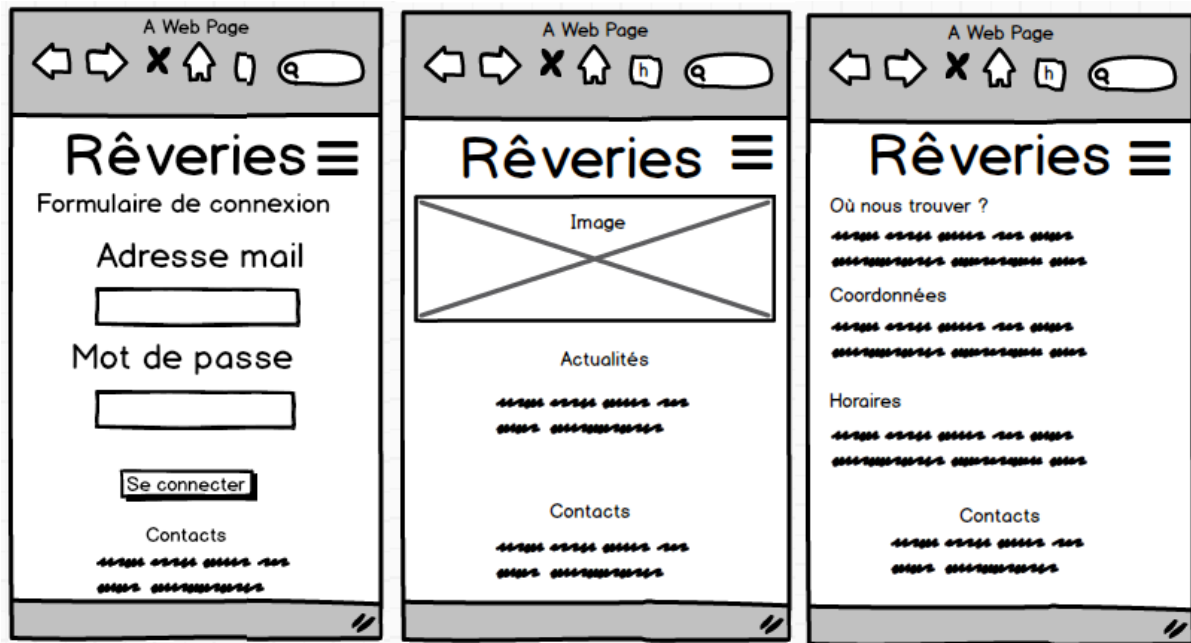 A Web Page
Rêveries
Formulaire de connexion
Adresse mail
Mot de passe
Se connecter
Contacts
A Web Page
h
Rêveries
Image
Actualités
Contacts
A Web Page
h
Rêveries
Où nous trouver ?
Coordonnées
Horaires
Contacts